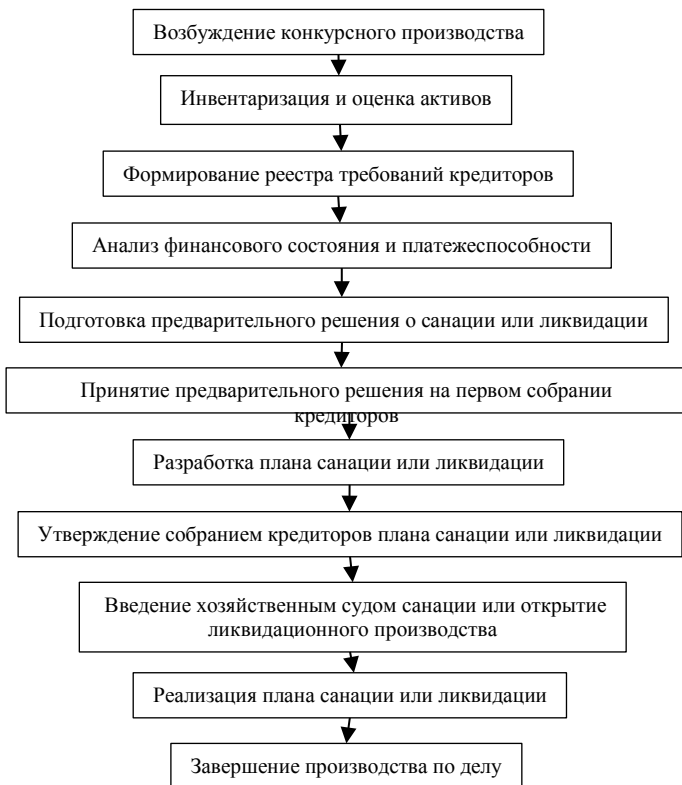 Возбуждение конкурсного производства
Инвентаризация и оценка активов
Формирование реестра требований кредиторов
Анализ финансового состояния и платежеспособности
Подготовка предварительного решения о санации или ликвидации
Принятие предварительного решения на первом собрании
кредиторов
Разработка плана санации или ликвидации
Утверждение собранием кредиторов плана санации или ликвидации
Введение хозяйственным судом санации или открытие
ликвидационного производства
Реализация плана санации или ликвидации
Завершение производства по делу